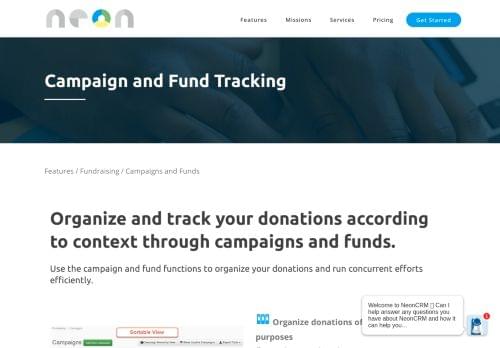 neon
Features
Missions
Services
Pricing
Get Started
Campaign and Fund Tracking
Features / Fundraising / Campaigns and Funds
Organize and track your donations according
to context through campaigns and funds.
Use the campaign and fund functions to organize your donations and run concurrent efforts
efficiently.
Sortable View
Campaigns
Organize donations of
purposes
Welcome to NeonCRM Can I
help answer any questions you
have about NeonCRM and how it
can help you...
1